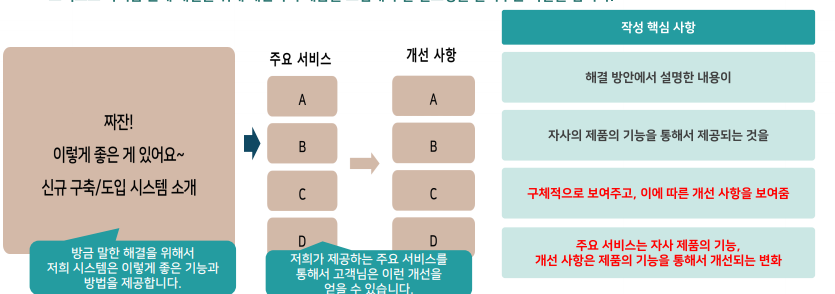 작성 핵심 사항
주요 서비스
개선 사항
짜잔!
이렇게 좋은 게 있어요~
신규 구축/도입 시스템 소개
A
B
C
D
A
B
C
D
해결 방안에서 설명한 내용이
자사의 제품의 기능을 통해서 제공되는 것을
구체적으로 보여주고, 이에 따른 개선 사항을 보여줌
주요 서비스는 자사 제품의 기능,
개선 사항은 제품의 기능을 통해서 개선되는 변화
방금 말한 해결을 위해서
저희 시스템은 이렇게 좋은 기능과
방법을 제공합니다.
저희가 제공하는 주요 서비스를
통해서 고객님은 이런 개선을
얻을 수 있습니다.